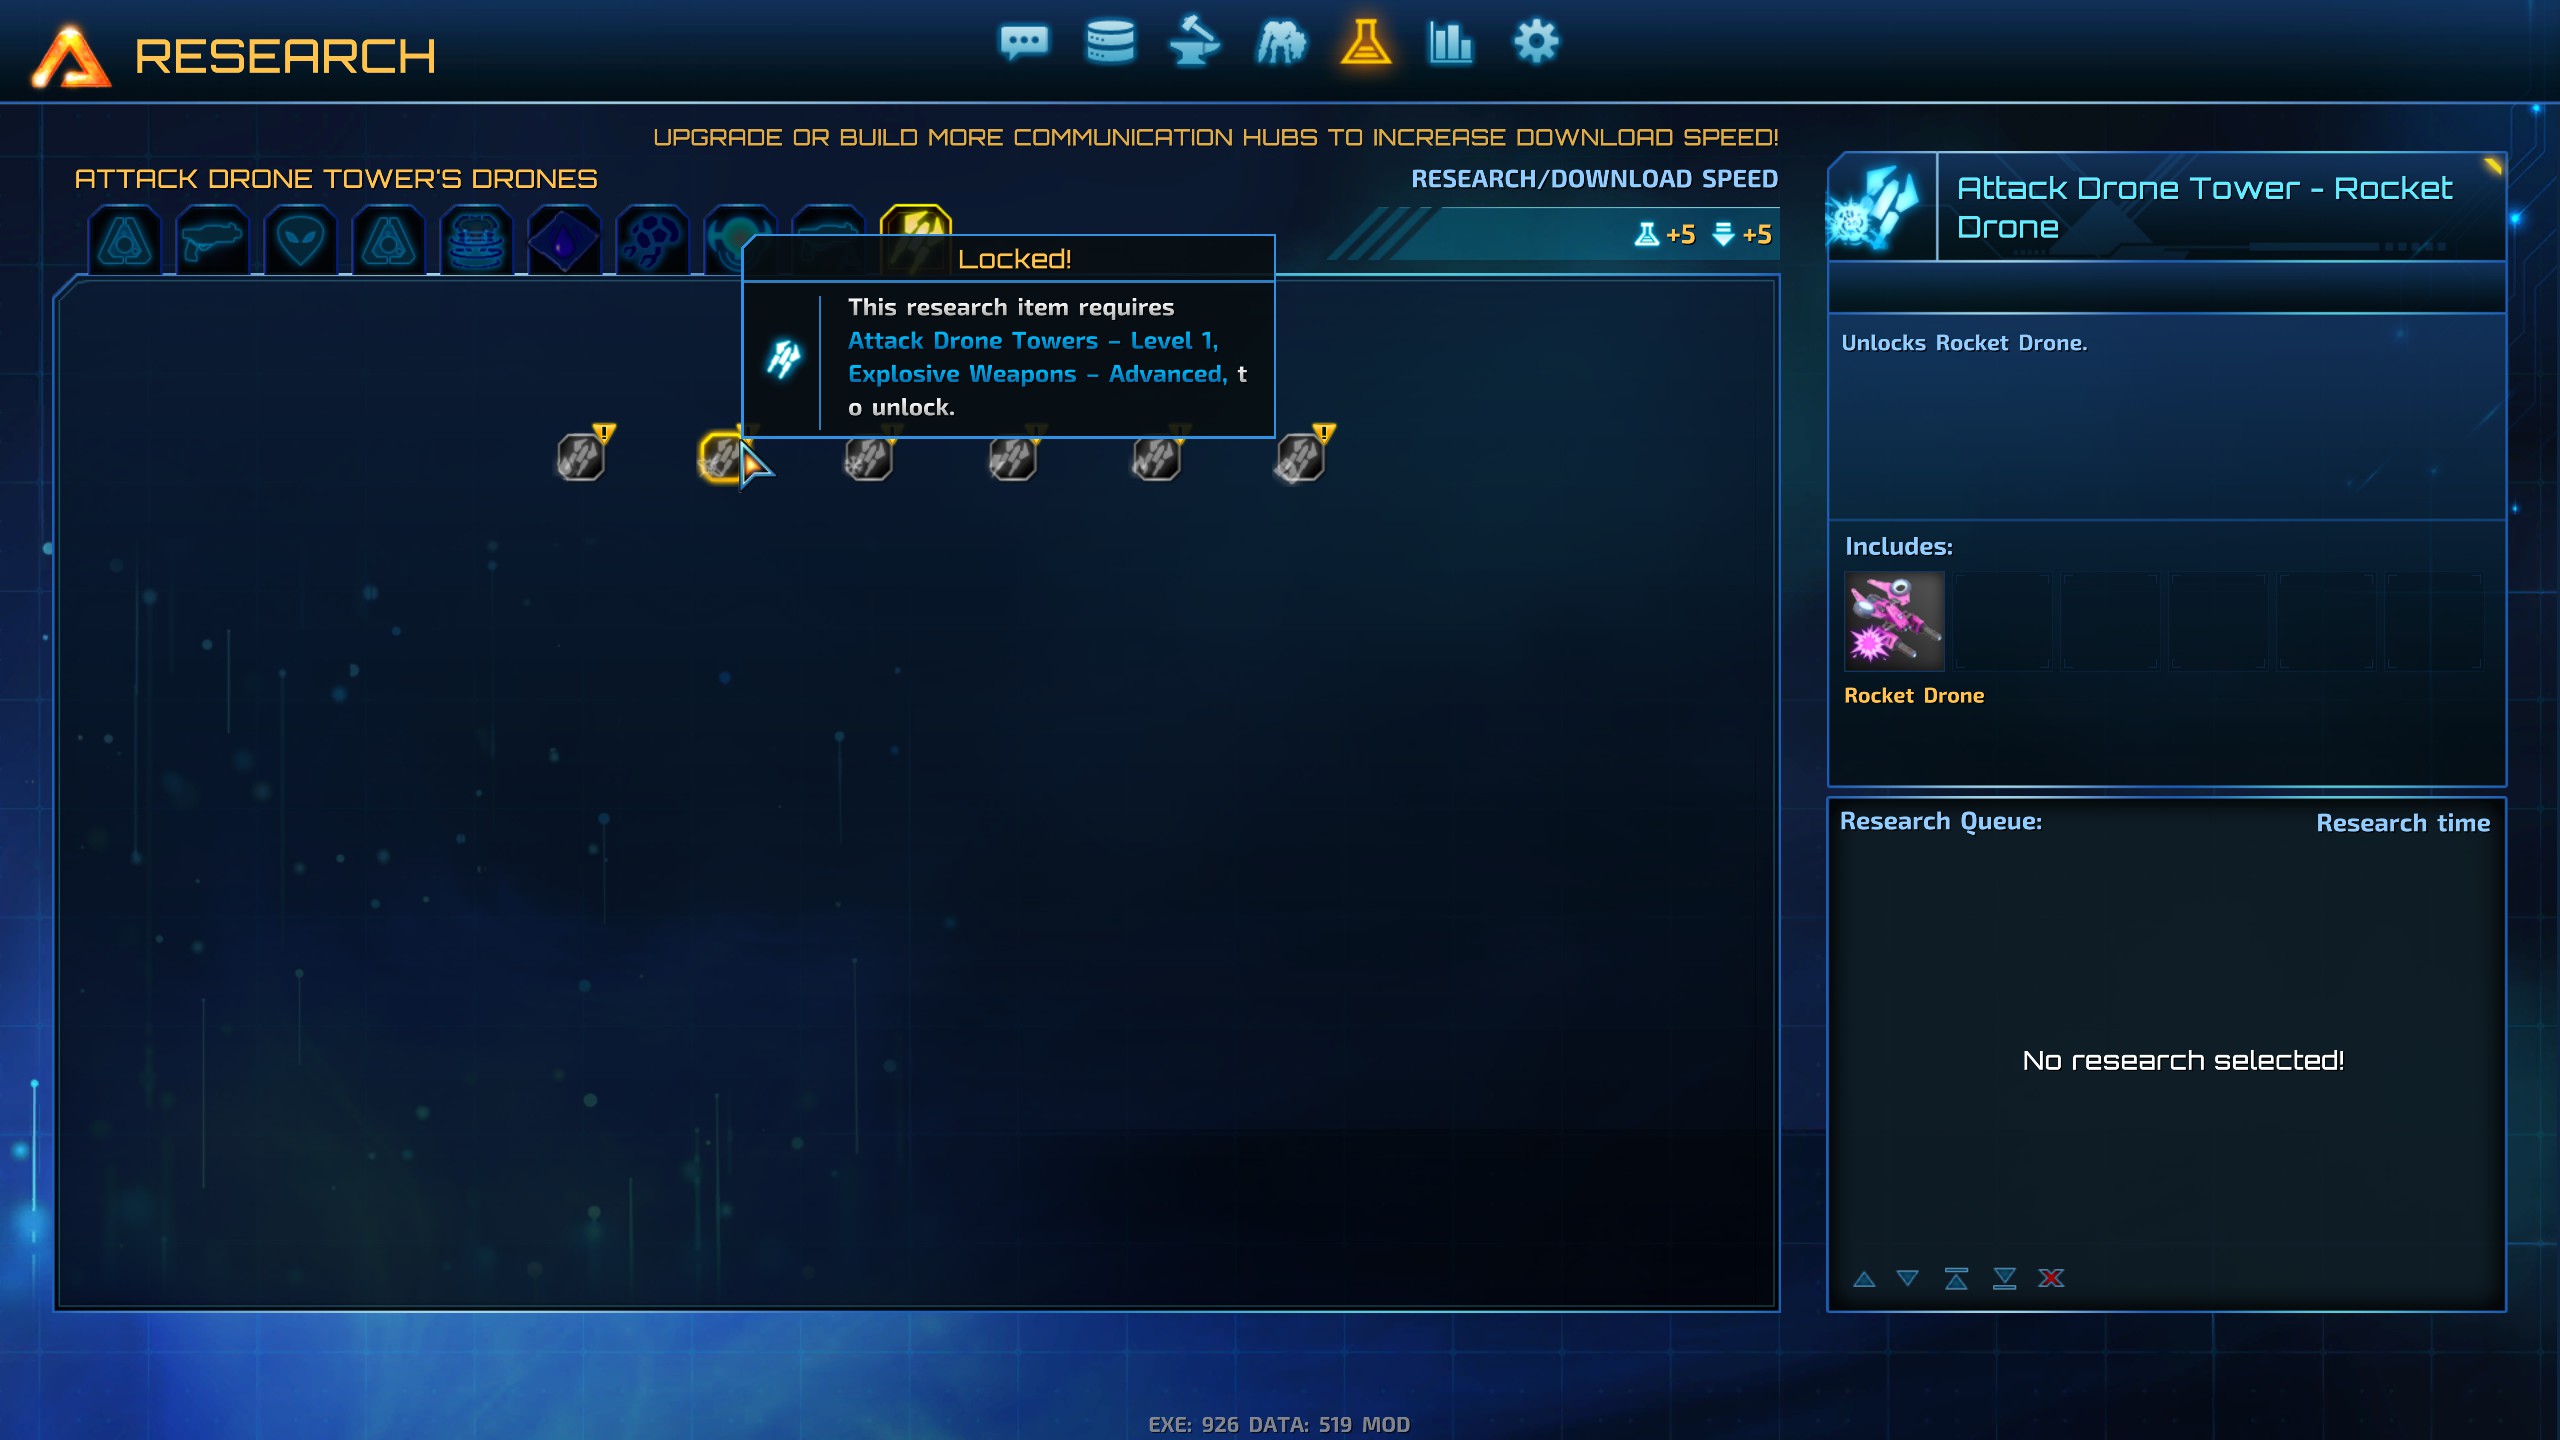 RESEARCH
UPGRADE OR BUILD MORE COMMUNICATION HUBS TO INCREASE DOWNLOAD SPEED!
ATTACK DRONE TOWER'S DRONES
RESEARCH/DOWNLOAD SPEED
+5 +5
Locked!
This research item requires
Attack Drone Towers – Level 1,
Explosive Weapons – Advanced, t
o unlock.
Attack Drone Tower - Rocket
Drone
Unlocks Rocket Drone.
Includes:
Rocket Drone
Research Queue: Research time
No research selected!
EXE: 926 DATA: 519 MOD